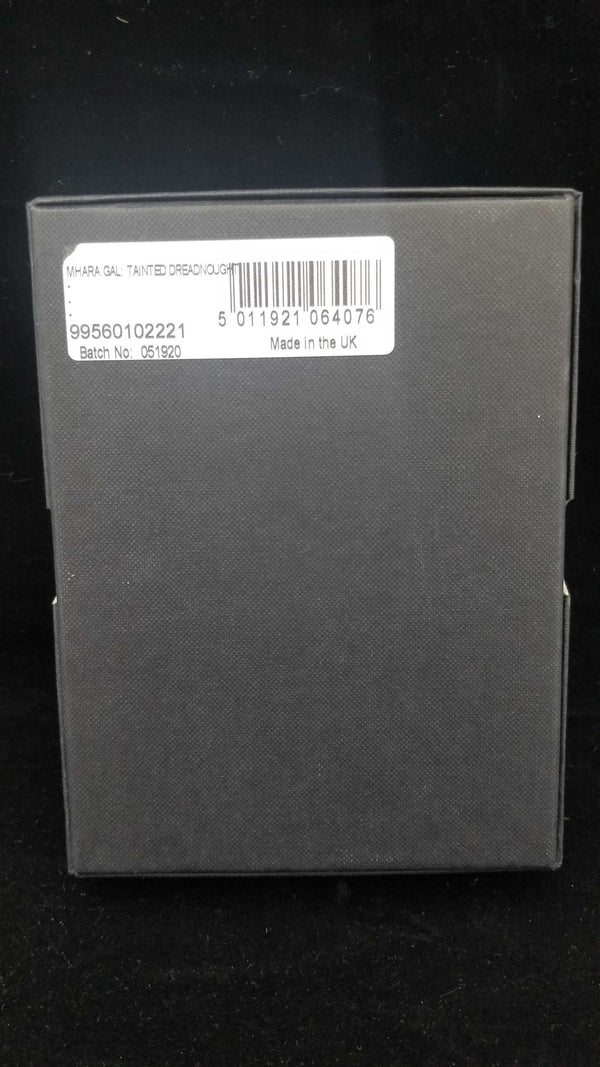 MHARA GAL: TAINTED DREADNOUGHT
-
-
-
5 011921 064076
99560102221
Made in the UK
Batch No: 051920